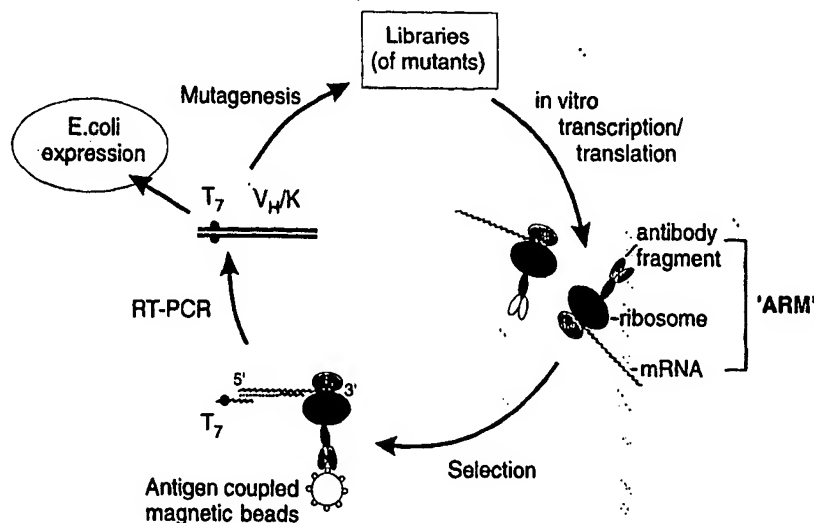 Libraries
(of mutants)
Mutagenesis
in vitro
transcription/
translation
E.coli
expression
T7 VH/K
antibody
fragment
'ARM'
ribosome
mRNA
RT-PCR
5'
3'
T7
Selection
Antigen coupled
magnetic beads